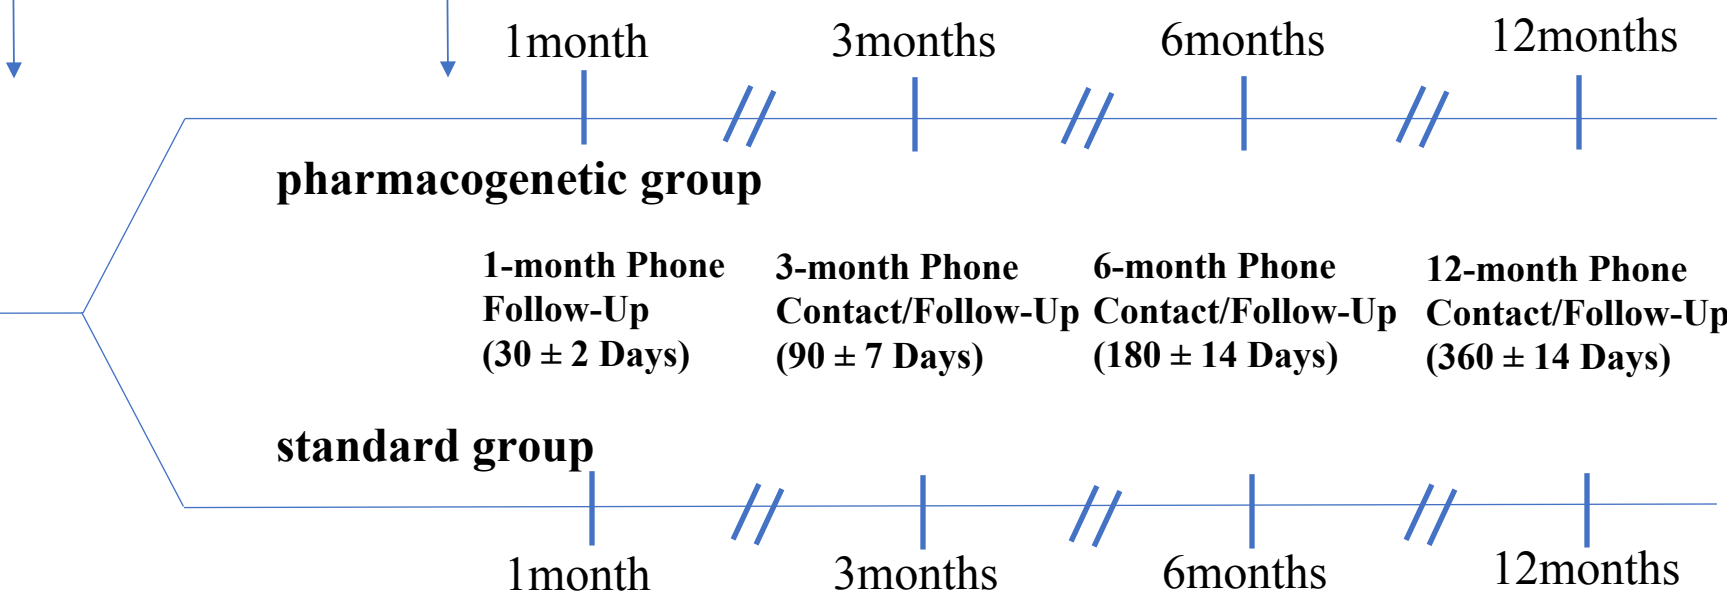 1month
3months
6months
12months
pharmacogenetic group
1-month Phone
Follow-Up
(30 ± 2 Days)
3-month Phone
Contact/Follow-Up
(90 ± 7 Days)
6-month Phone
Contact/Follow-Up
(180 ± 14 Days)
12-month Phone
Contact/Follow-Up
(360 ± 14 Days)
standard group
1month
3months
6months
12months